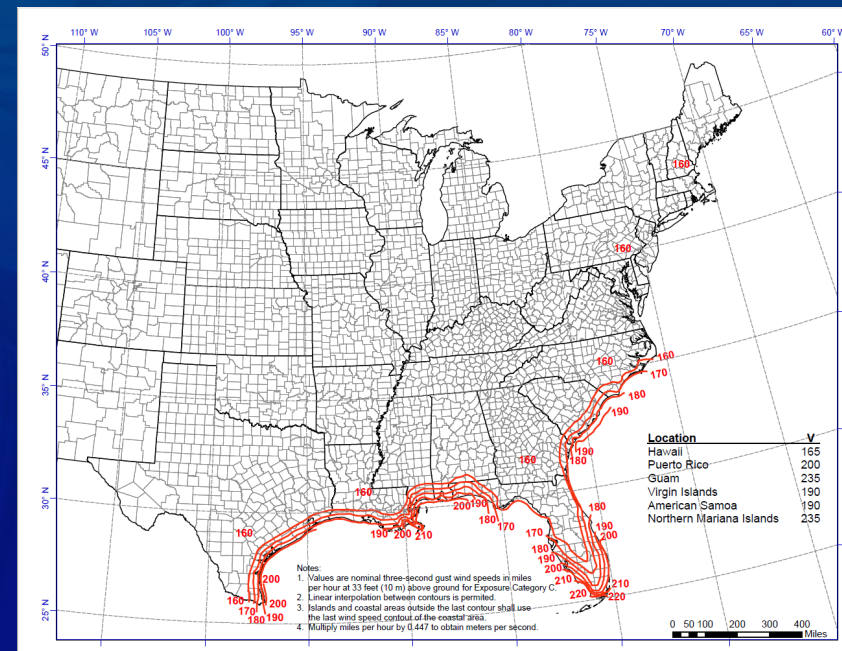 110° W 105° W 100° W 95° W 90° W 85° W 80° W 75° W 70° W 65° W 60° W
50° N
45° N
40° N
35° N
30° N
25° N
160
160
160
160
170
180
190
190
180
160
160
160
180
190
200
170
180
190
200
210
220
210
220
200
190
180
170
190
200
210
200
160
170
180
190
200
Location V
Hawaii 165
Puerto Rico 200
Guam 235
Virgin Islands 190
American Samoa 190
Northern Mariana Islands 235
Notes:
1. Values are nominal three-second gust wind speeds in miles
per hour at 33 feet (10 m) above ground for Exposure Category C.
2. Linear interpolation between contours is permitted.
3. Islands and coastal areas outside the last contour shall use
the last wind speed contour of the coastal area.
4. Multiply miles per hour by 0.447 to obtain meters per second.
0 50 100 200 300 400
Miles